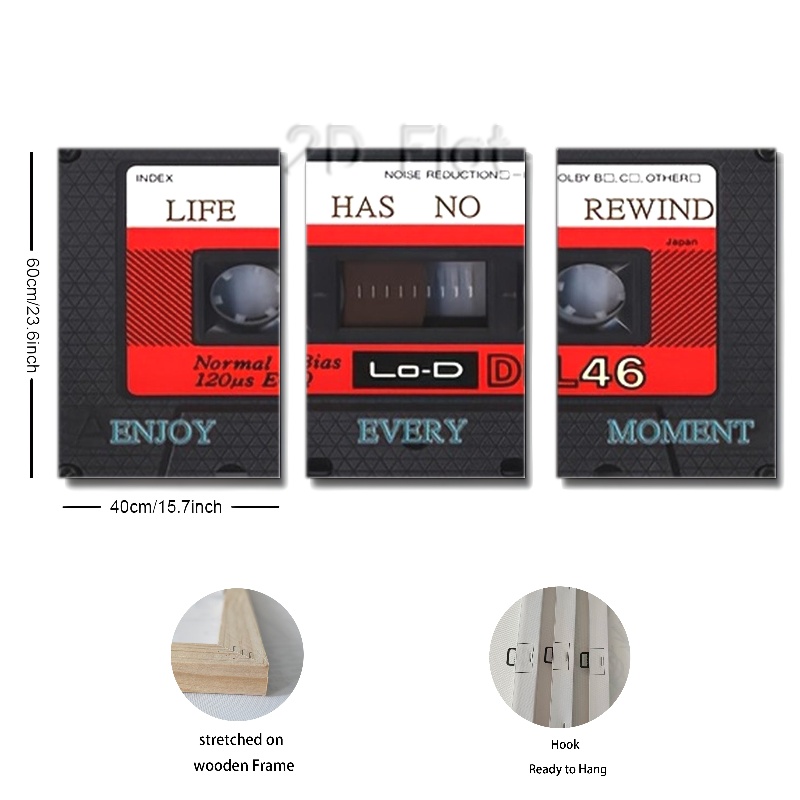 2D Flat
INDEX
NOISE REDUCTION□ -
OLBY B□, C□, OTHER□
LIFE HAS NO REWIND
Japan
Normal Bias
120μs E Q
Lo-D
D L46
ENJOY EVERY MOMENT
60cm/23.6inch
40cm/15.7inch
stretched on
wooden Frame
Hook
Ready to Hang